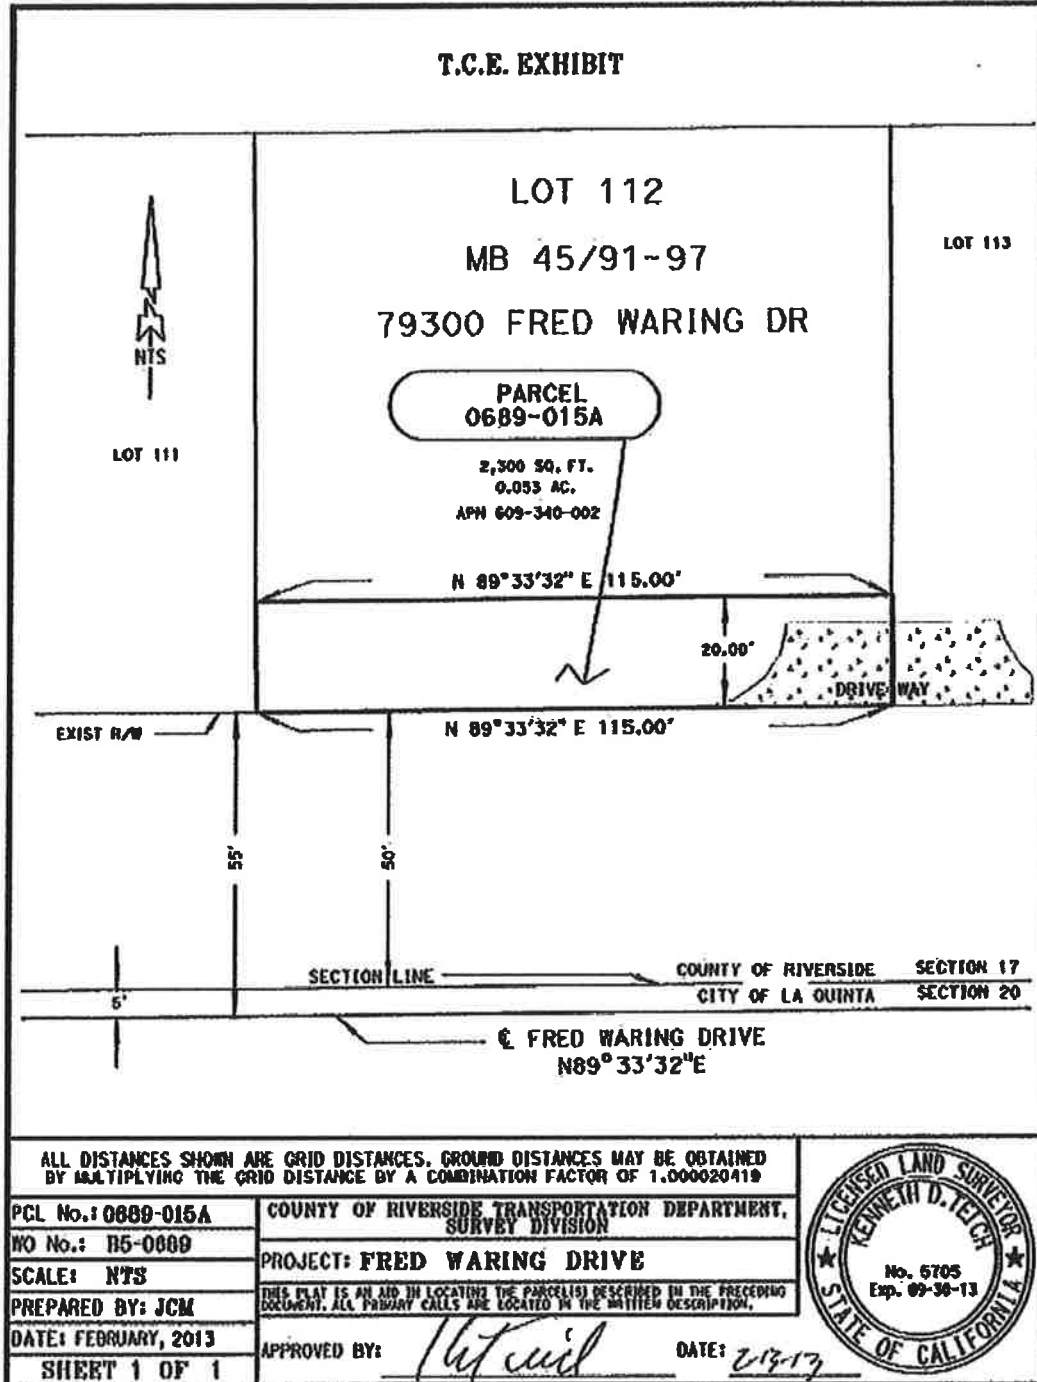 T.C.E. EXHIBIT
LOT 112
MB 45/91-97
79300 FRED WARING DR
LOT 113
N
NTS
PARCEL
0689-015A
LOT 111
2,300 SQ. FT.
0.053 AC.
APN 609-340-002
N 89°33'32" E 115.00'
20.00'
DRIVE WAY
EXIST R/W
N 89°33'32" E 115.00'
55'
50'
SECTION LINE
COUNTY OF RIVERSIDE SECTION 17
CITY OF LA QUINTA SECTION 20
5'
℄ FRED WARING DRIVE
N89°33'32"E
ALL DISTANCES SHOWN ARE GRID DISTANCES. GROUND DISTANCES MAY BE OBTAINED
BY MULTIPLYING THE GRID DISTANCE BY A COMBINATION FACTOR OF 1.000020419
PCL No.: 0689-015A
WO No.: B5-0689
SCALE: NTS
PREPARED BY: JCM
DATE: FEBRUARY, 2013
SHEET 1 OF 1
COUNTY OF RIVERSIDE TRANSPORTATION DEPARTMENT,
SURVEY DIVISION
PROJECT: FRED WARING DRIVE
THIS PLAT IS AN AID IN LOCATING THE PARCEL(S) DESCRIBED IN THE PRECEDING
DOCUMENT. ALL PRIMARY CALLS ARE LOCATED IN THE WRITTEN DESCRIPTION.
APPROVED BY:
DATE: 2-13-13
LICENSED LAND SURVEYOR
KENNETH D. TEICH
No. 5705
Exp. 09-30-13
STATE OF CALIFORNIA